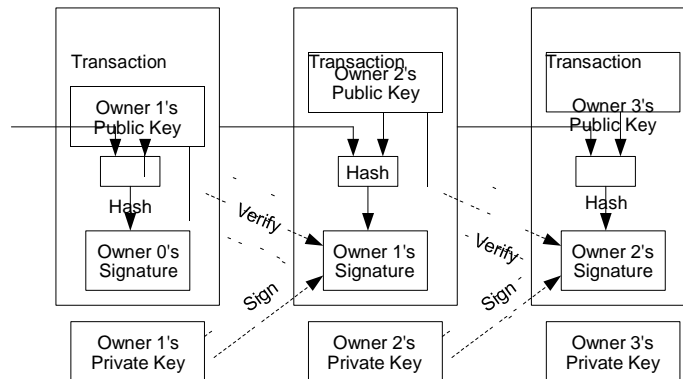 Transaction
Owner 1's
Public Key
Hash
Owner 0's
Signature
Owner 1's
Private Key
Transaction
Owner 2's
Public Key
Hash
Verify
Owner 1's
Signature
Sign
Owner 2's
Private Key
Transaction
Owner 3's
Public Key
Hash
Verify
Owner 2's
Signature
Sign
Owner 3's
Private Key